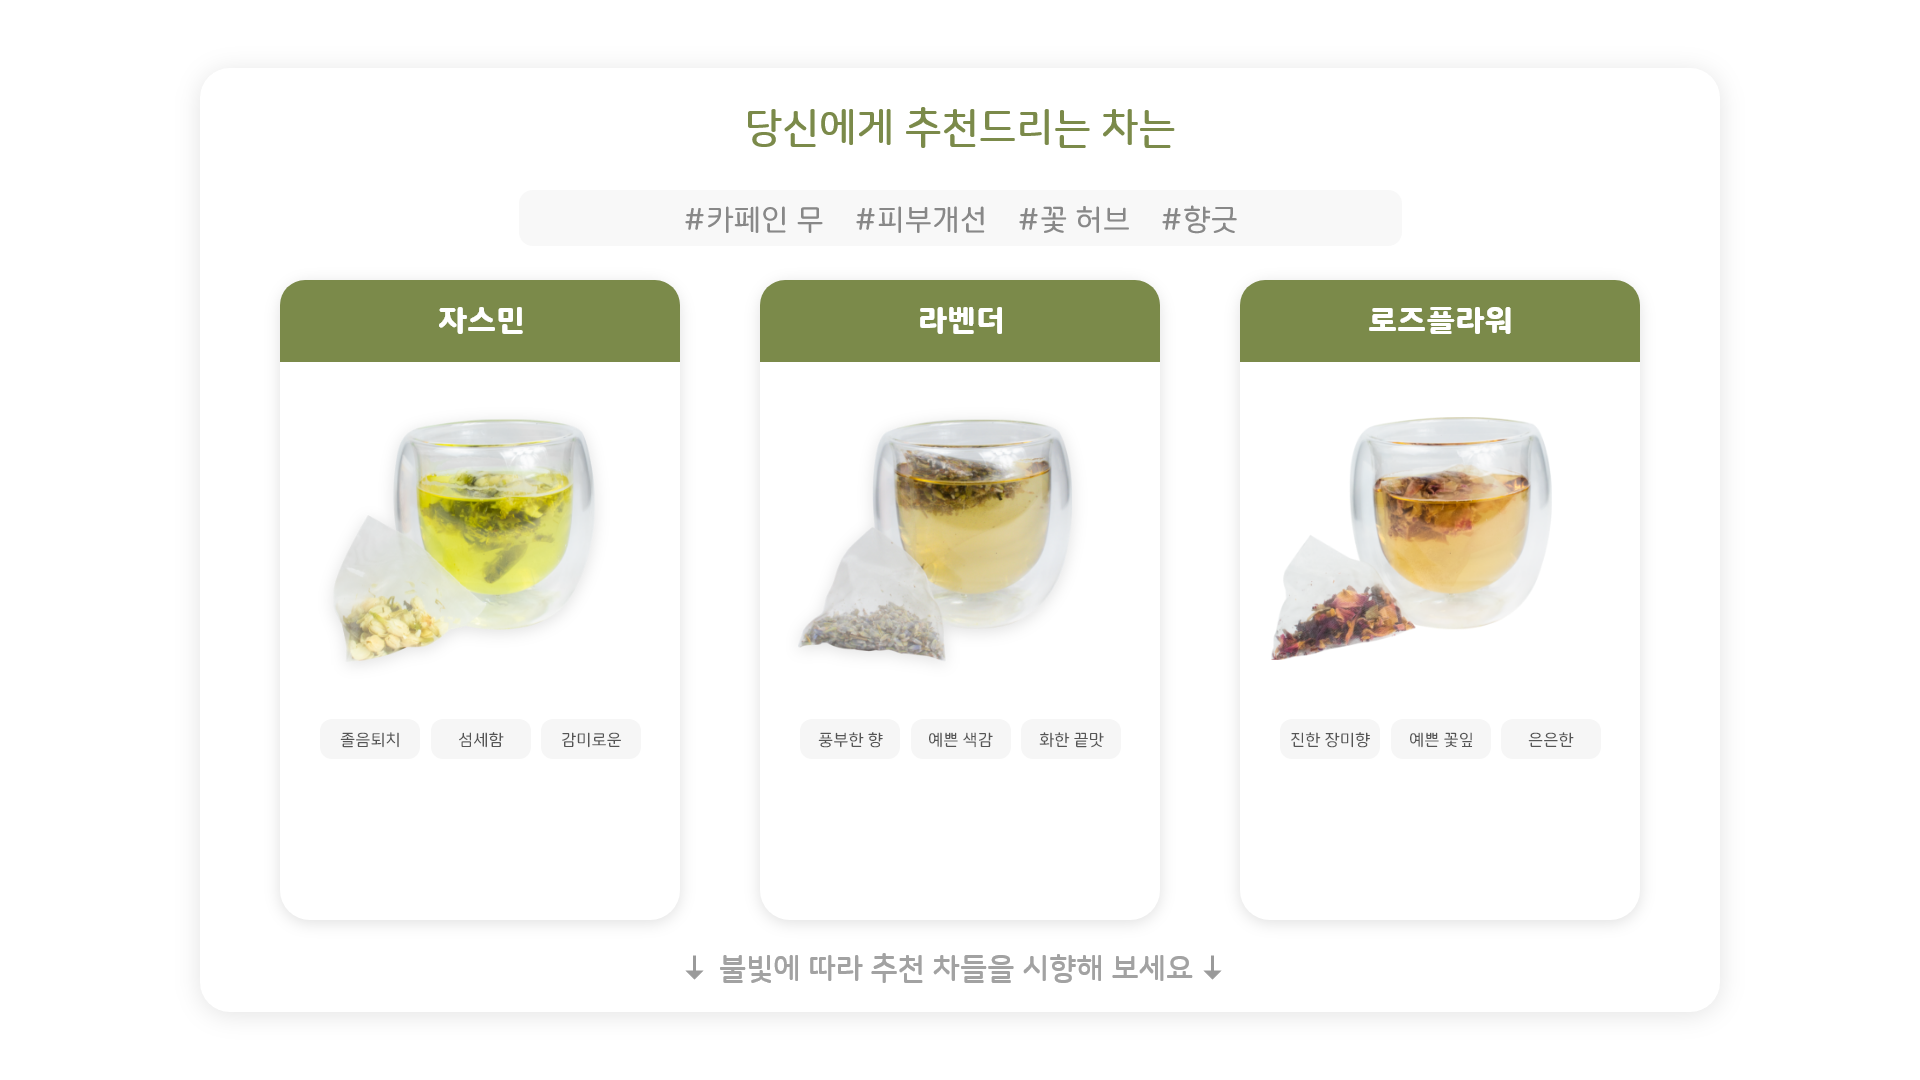 당신에게 추천드리는 차는
#카페인 무 #피부개선 #꽃 허브 #향긋
자스민
라벤더
로즈플라워
졸음퇴치 섬세함 감미로운
풍부한 향 예쁜 색감 화한 끝맛
진한 장미향 예쁜 꽃잎 은은한
↓ 불빛에 따라 추천 차들을 시향해 보세요 ↓